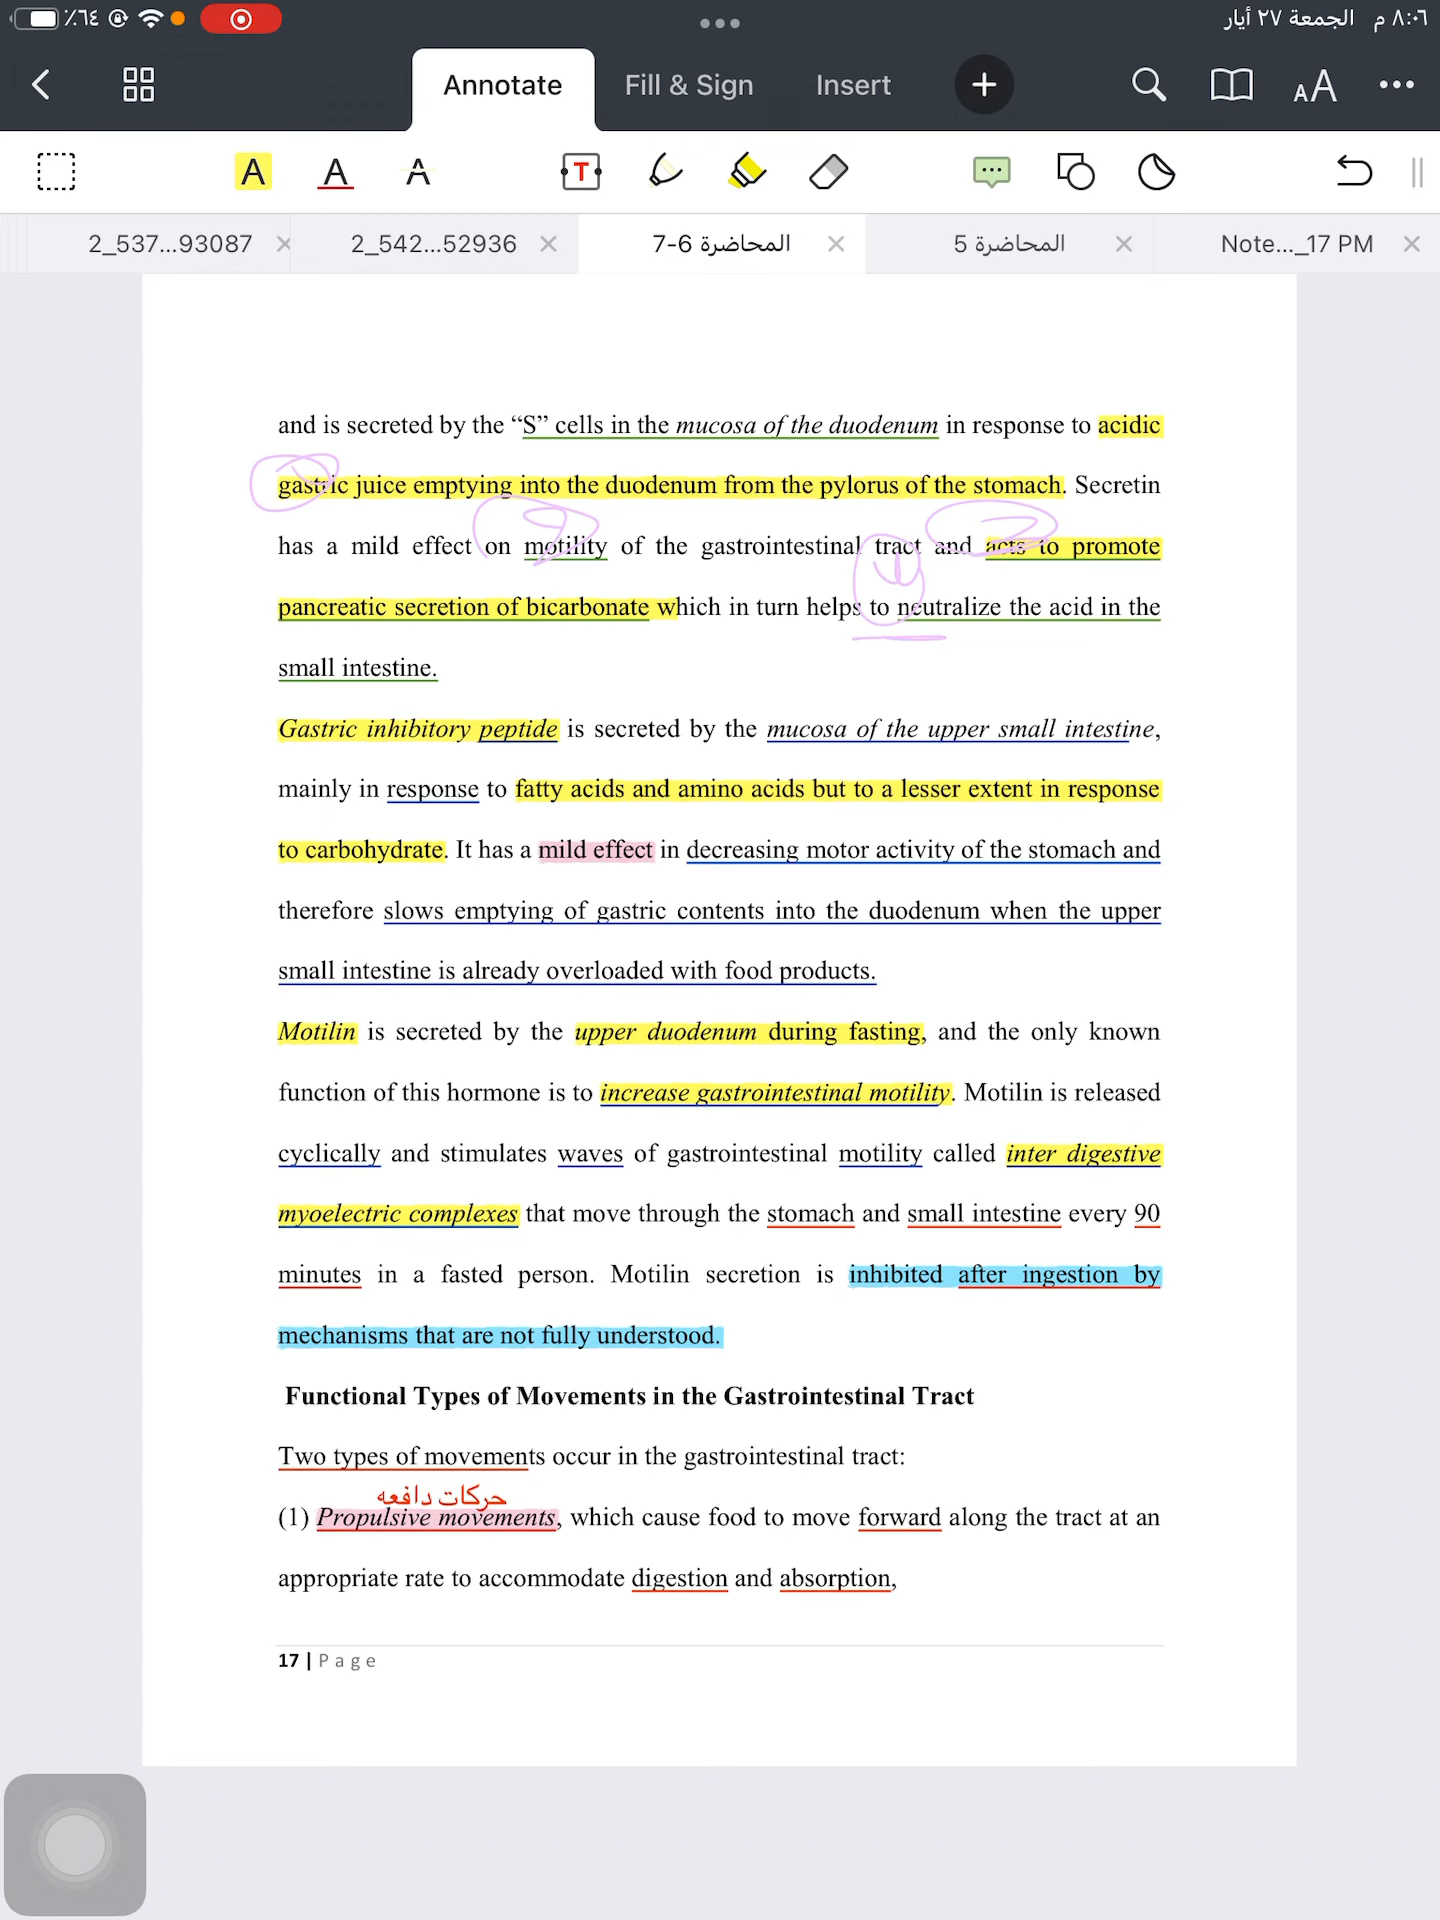 ٪٦٤
٨:٠٦ م الجمعة ٢٧ أيار
Annotate Fill & Sign Insert
2_537...93087 2_542...52936 المحاضرة 6-7 المحاضرة 5 Note..._17 PM
and is secreted by the “S” cells in the mucosa of the duodenum in response to acidic
gastric juice emptying into the duodenum from the pylorus of the stomach. Secretin
has a mild effect on motility of the gastrointestinal tract and acts to promote
pancreatic secretion of bicarbonate which in turn helps to neutralize the acid in the
small intestine.
Gastric inhibitory peptide is secreted by the mucosa of the upper small intestine,
mainly in response to fatty acids and amino acids but to a lesser extent in response
to carbohydrate. It has a mild effect in decreasing motor activity of the stomach and
therefore slows emptying of gastric contents into the duodenum when the upper
small intestine is already overloaded with food products.
Motilin is secreted by the upper duodenum during fasting, and the only known
function of this hormone is to increase gastrointestinal motility. Motilin is released
cyclically and stimulates waves of gastrointestinal motility called inter digestive
myoelectric complexes that move through the stomach and small intestine every 90
minutes in a fasted person. Motilin secretion is inhibited after ingestion by
mechanisms that are not fully understood.
Functional Types of Movements in the Gastrointestinal Tract
Two types of movements occur in the gastrointestinal tract:
حركات دافعه
(1) Propulsive movements, which cause food to move forward along the tract at an
appropriate rate to accommodate digestion and absorption,
17 | Page